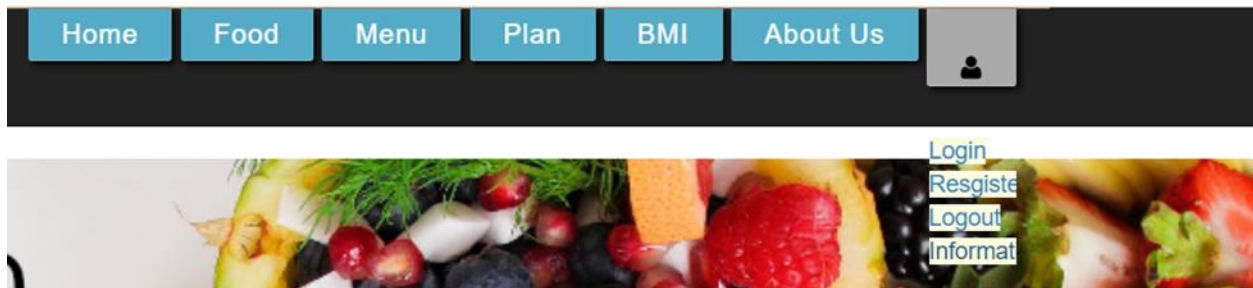 Home Food Menu Plan BMI About Us
Login
Resgiste
Logout
Informat